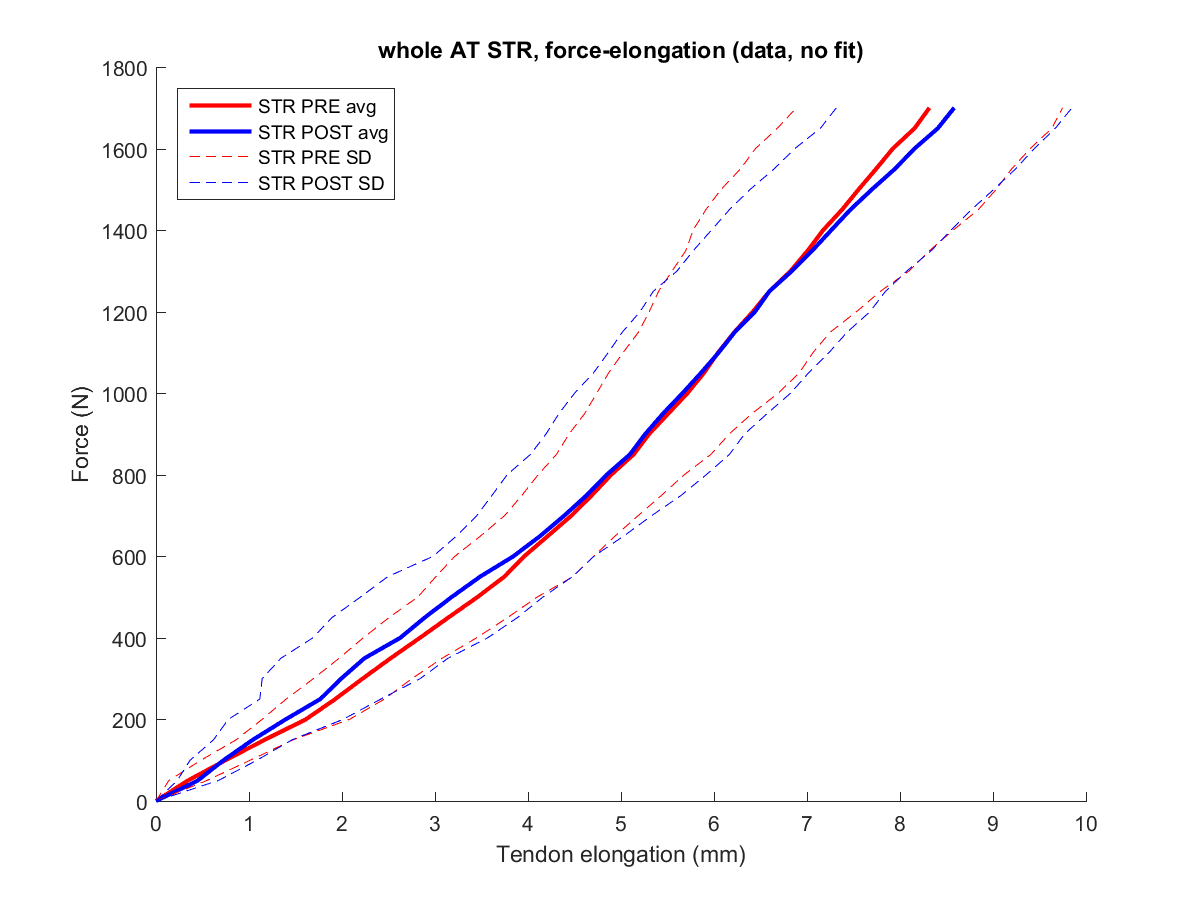 whole AT STR, force-elongation (data, no fit)
1800
STR PRE avg
STR POST avg
STR PRE SD
STR POST SD
1600
1400
1200
1000
800
600
400
200
0
Force (N)
0 1 2 3 4 5 6 7 8 9 10
Tendon elongation (mm)